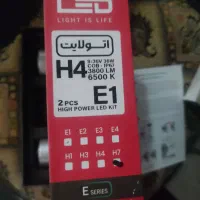 LED
LIGHT IS LIFE
اتولایت
H4
9-36V 26W
COB - IP67
3800 LM
6500 K
2 PCS
E1
HIGH POWER LED KIT
E1 E2 E3 E4
H1 H3 H4 H7
E SERIES